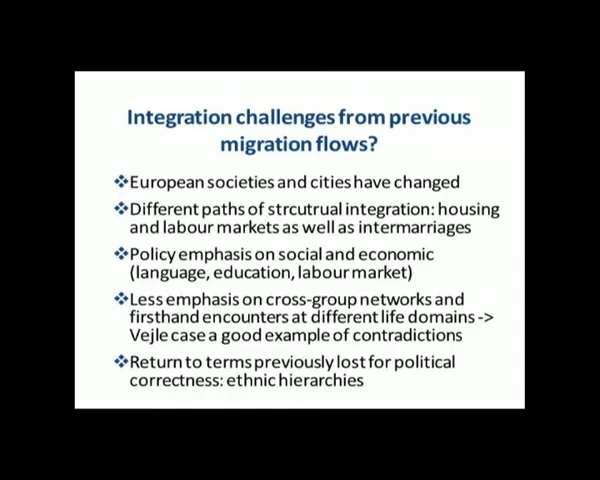 Integration challenges from previous
migration flows?
❖European societies and cities have changed
❖Different paths of strcutrual integration: housing
and labour markets as well as intermarriages
❖Policy emphasis on social and economic
(language, education, labour market)
❖Less emphasis on cross-group networks and
firsthand encounters at different life domains ->
Vejle case a good example of contradictions
❖Return to terms previously lost for political
correctness: ethnic hierarchies